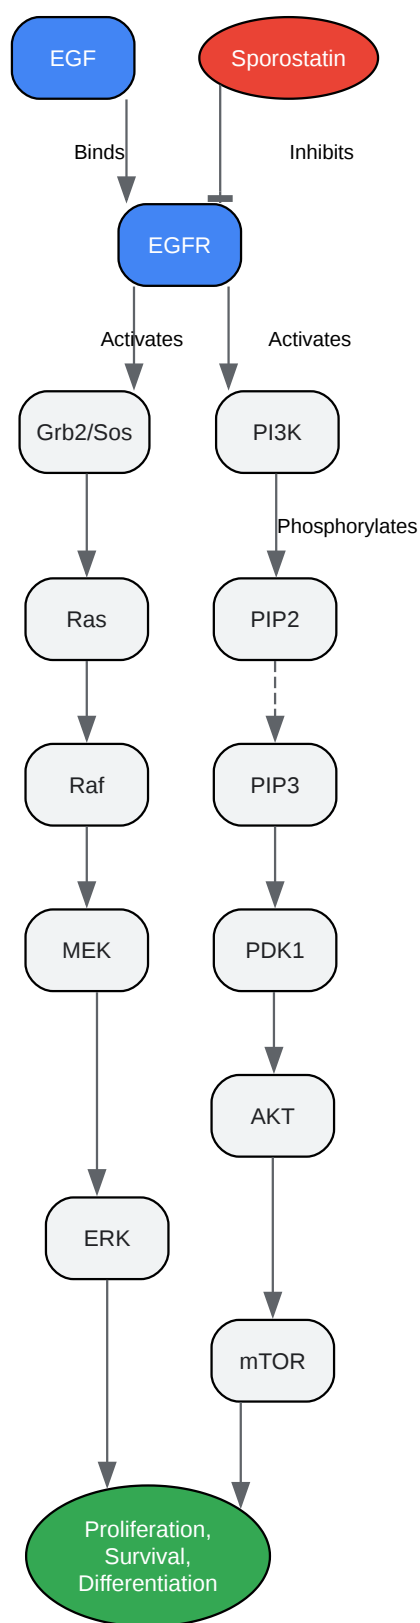 EGF
Sporostatin
Binds
Inhibits
EGFR
Activates
Activates
Grb2/Sos
PI3K
Phosphorylates
Ras
PIP2
Raf
PIP3
MEK
PDK1
AKT
ERK
mTOR
Proliferation,
Survival,
Differentiation